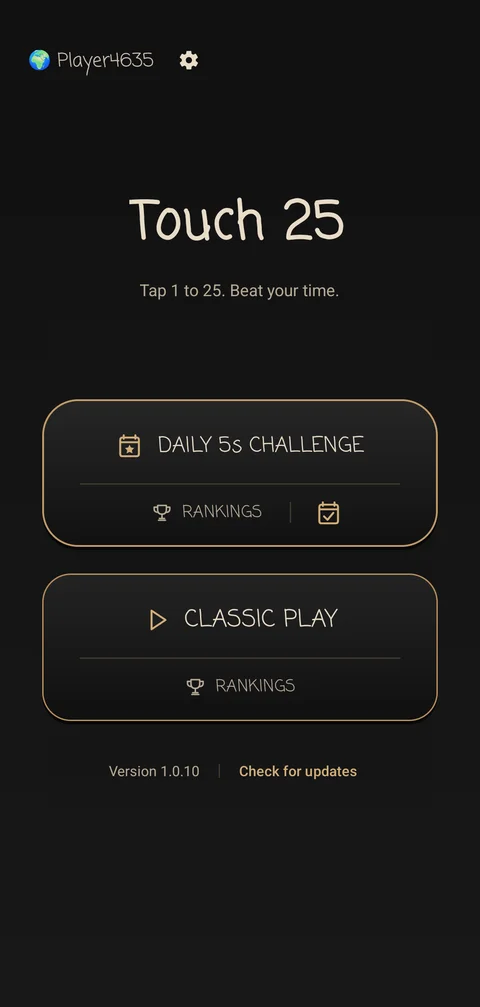 Player4635
Touch 25
Tap 1 to 25. Beat your time.
DAILY 5s CHALLENGE
RANKINGS
CLASSIC PLAY
RANKINGS
Version 1.0.10 | Check for updates